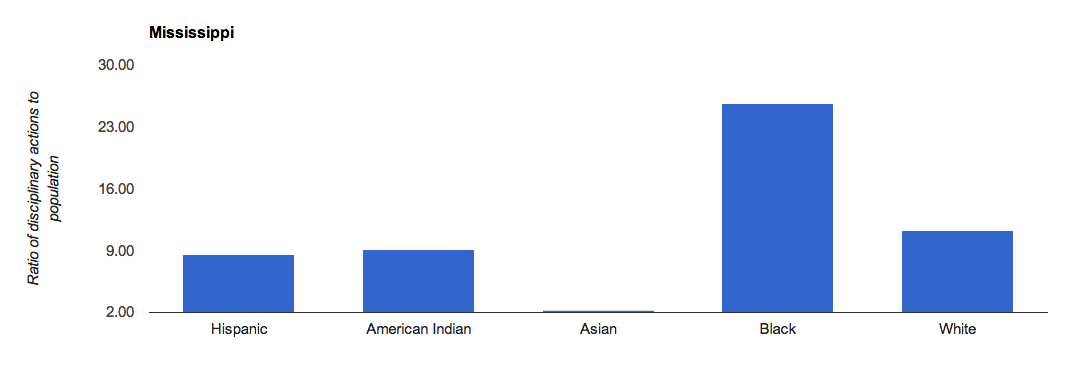 Mississippi
30.00
23.00
16.00
9.00
2.00
Ratio of disciplinary actions to
population
Hispanic
American Indian
Asian
Black
White